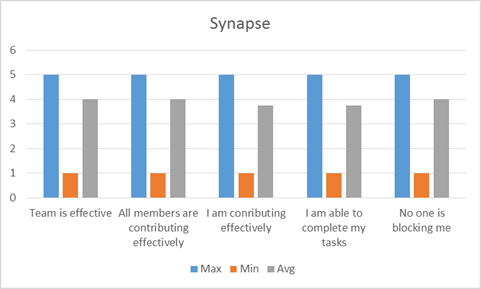 Synapse
6
5
4
3
2
1
0
Team is effective
All members are
contributing
effectively
I am conributing
effectively
I am able to
complete my
tasks
No one is
blocking me
Max Min Avg